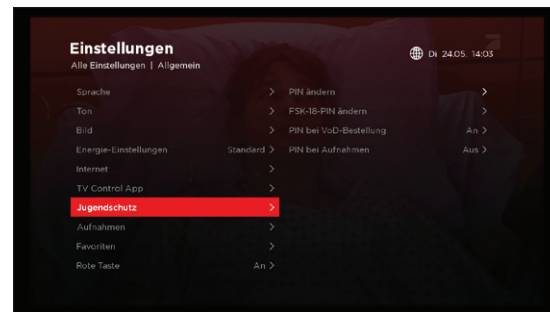 Einstellungen
Di 24.05. 14:03
Alle Einstellungen | Allgemein
Sprache >
Ton >
Bild >
Energie-Einstellungen Standard >
Internet >
TV Control App >
Jugendschutz >
Aufnahmen >
Favoriten >
Rote Taste An >
PIN ändern >
FSK-18-PIN ändern >
PIN bei VoD-Bestellung An >
PIN bei Aufnahmen Aus >